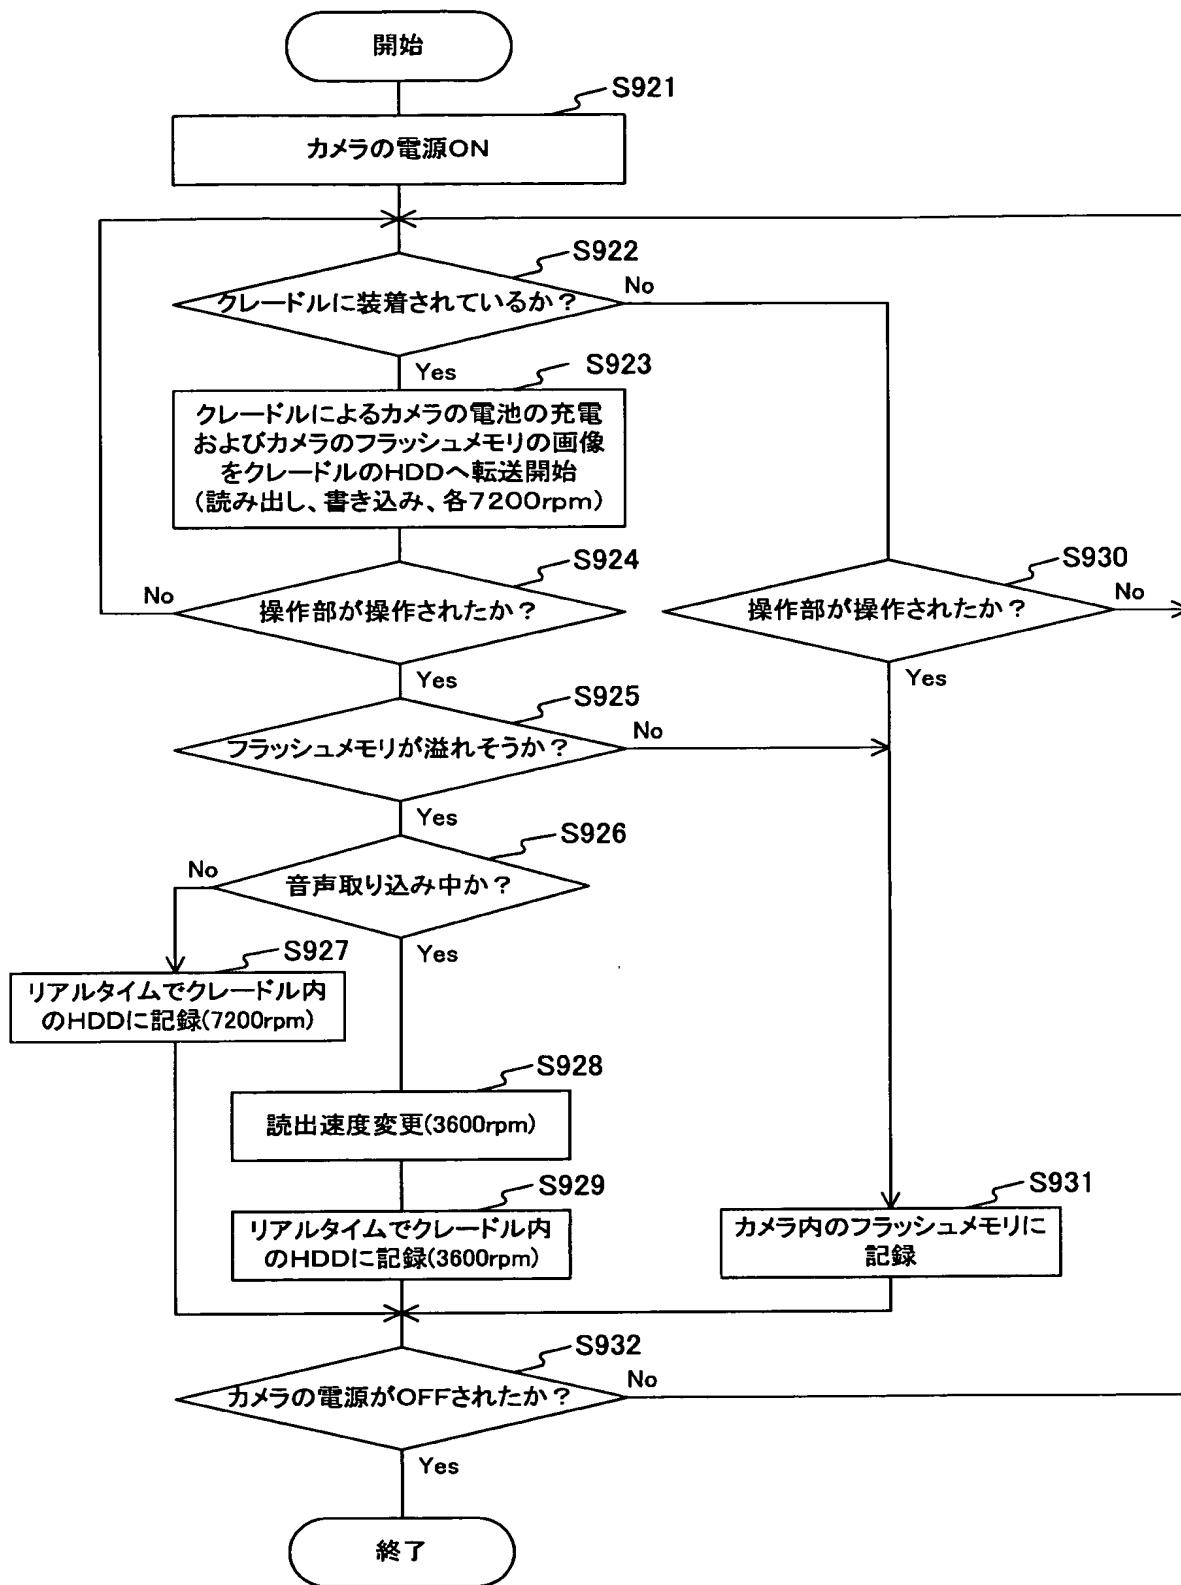 開始
S921
カメラの電源ON
S922
クレードルに装着されているか？
No
Yes
S923
クレードルによるカメラの電池の充電
およびカメラのフラッシュメモリの画像
をクレードルのHDDへ転送開始
(読み出し、書き込み、各7200rpm)
S924
No
操作部が操作されたか？
Yes
S930
操作部が操作されたか？
No
Yes
S925
フラッシュメモリが溢れそうか？
No
Yes
S926
No
音声取り込み中か？
Yes
S927
リアルタイムでクレードル内
のHDDに記録(7200rpm)
S928
読出速度変更(3600rpm)
S929
リアルタイムでクレードル内
のHDDに記録(3600rpm)
S931
カメラ内のフラッシュメモリに
記録
S932
カメラの電源がOFFされたか？
No
Yes
終了